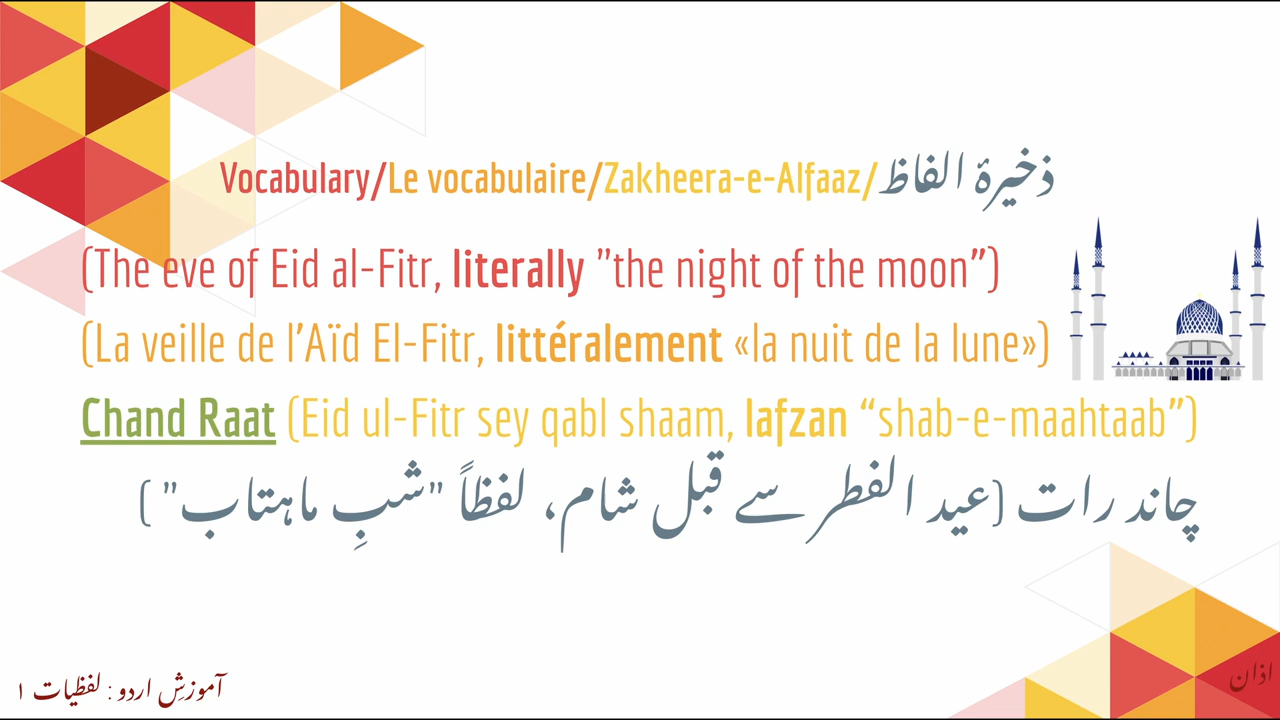 Vocabulary/Le vocabulaire/Zakheera-e-Alfaaz/ذخیرۂ الفاظ
(The eve of Eid al-Fitr, literally ”the night of the moon”)
(La veille de l’Aïd El-Fitr, littéralement «la nuit de la lune»)
Chand Raat (Eid ul-Fitr sey qabl shaam, lafzan “shab-e-maahtaab”)
چاند رات (عید الفطر سے قبل شام، لفظاً ”شبِ ماہتاب” )
آموزشِ اردو : لفظیات ۱
اذان